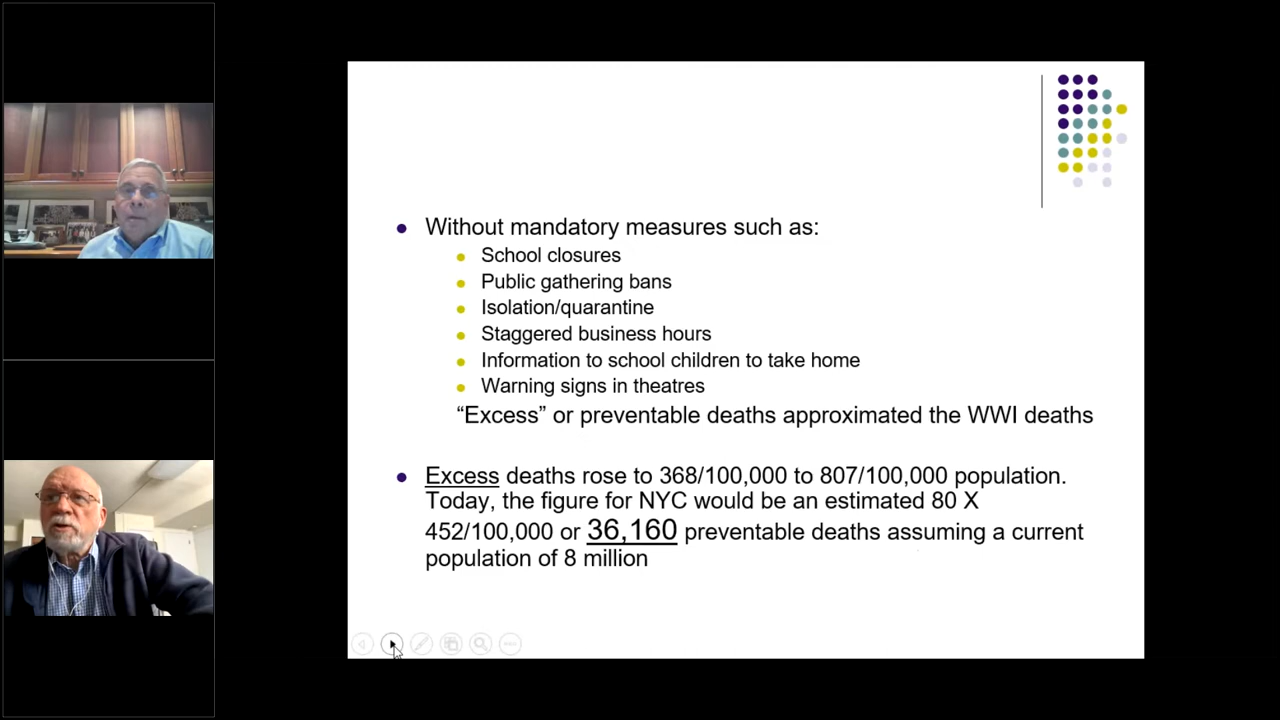 Without mandatory measures such as:
School closures
Public gathering bans
Isolation/quarantine
Staggered business hours
Information to school children to take home
Warning signs in theatres
“Excess” or preventable deaths approximated the WWI deaths
Excess deaths rose to 368/100,000 to 807/100,000 population.
Today, the figure for NYC would be an estimated 80 X
452/100,000 or 36,160 preventable deaths assuming a current
population of 8 million